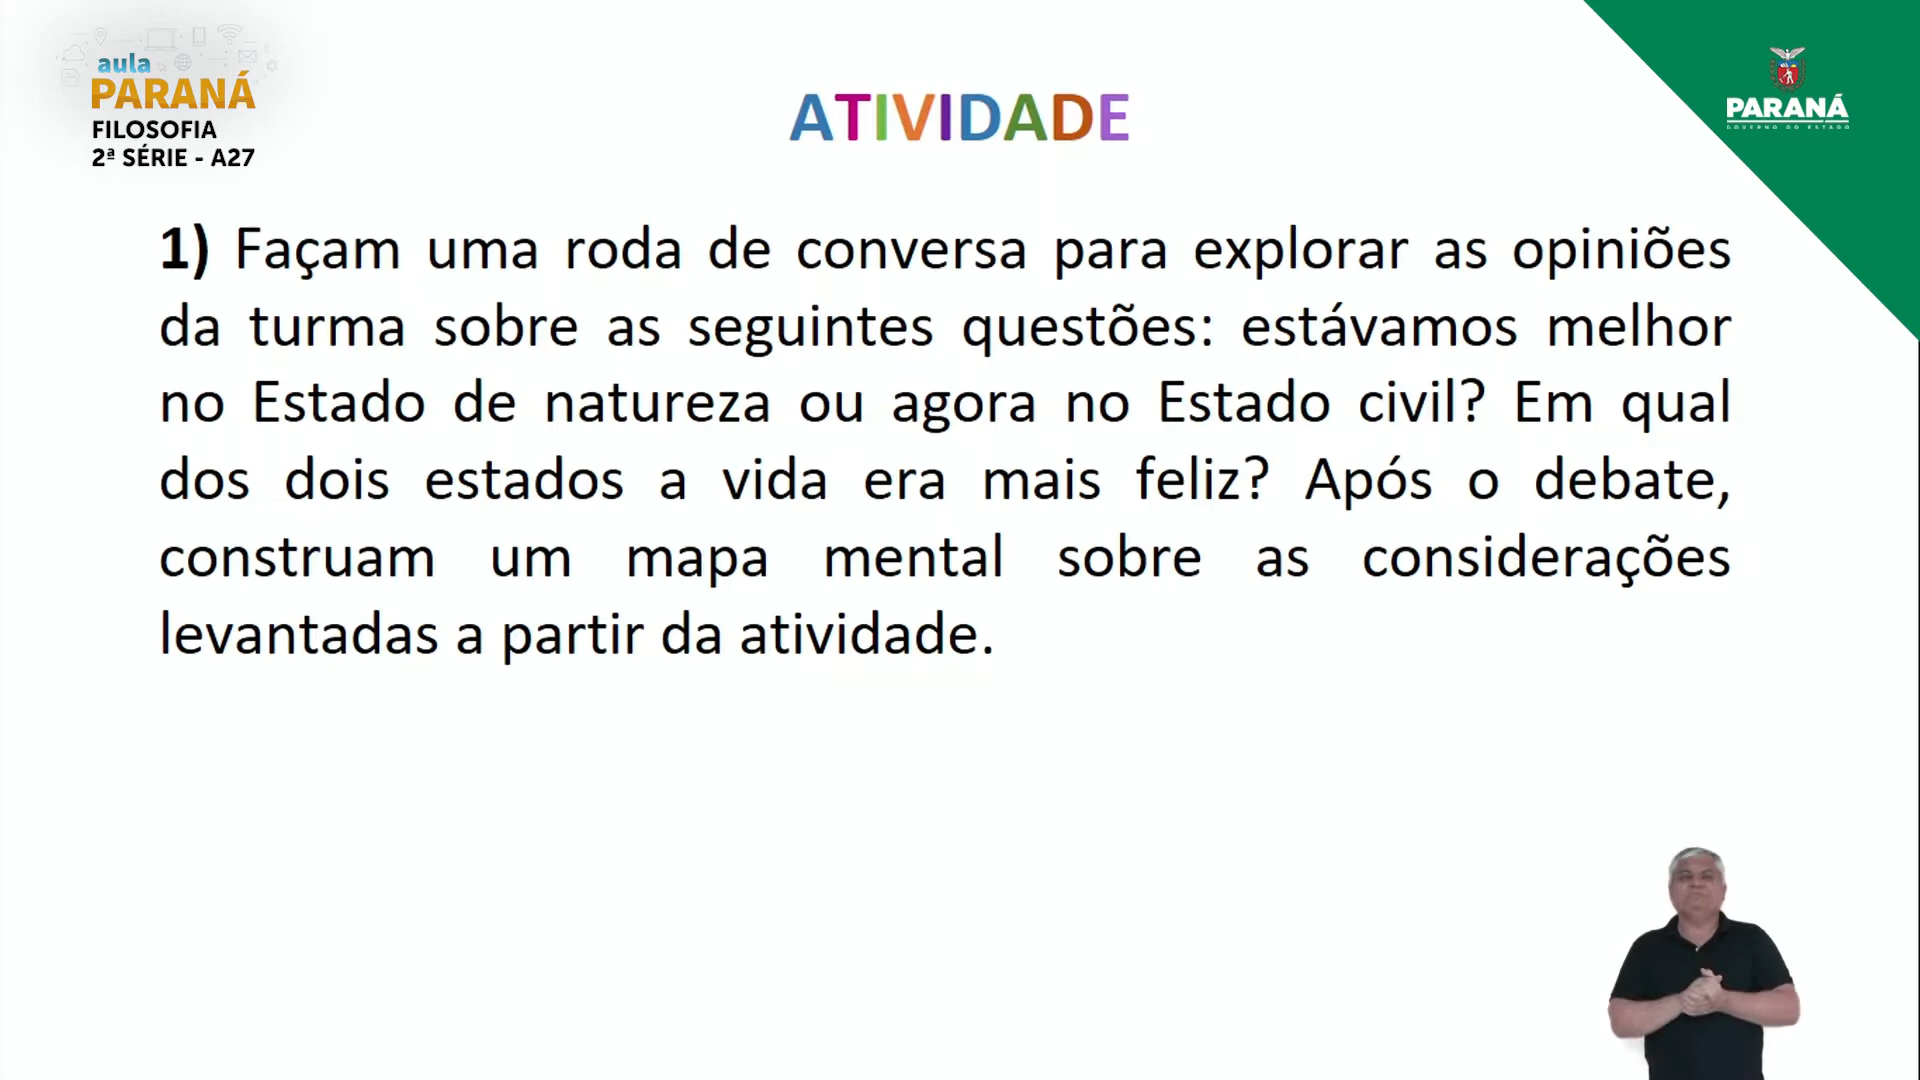 aula
PARANÁ
FILOSOFIA
2ª SÉRIE - A27
ATIVIDADE
PARANÁ
GOVERNO DO ESTADO
1) Façam uma roda de conversa para explorar as opiniões
da turma sobre as seguintes questões: estávamos melhor
no Estado de natureza ou agora no Estado civil? Em qual
dos dois estados a vida era mais feliz? Após o debate,
construam um mapa mental sobre as considerações
levantadas a partir da atividade.